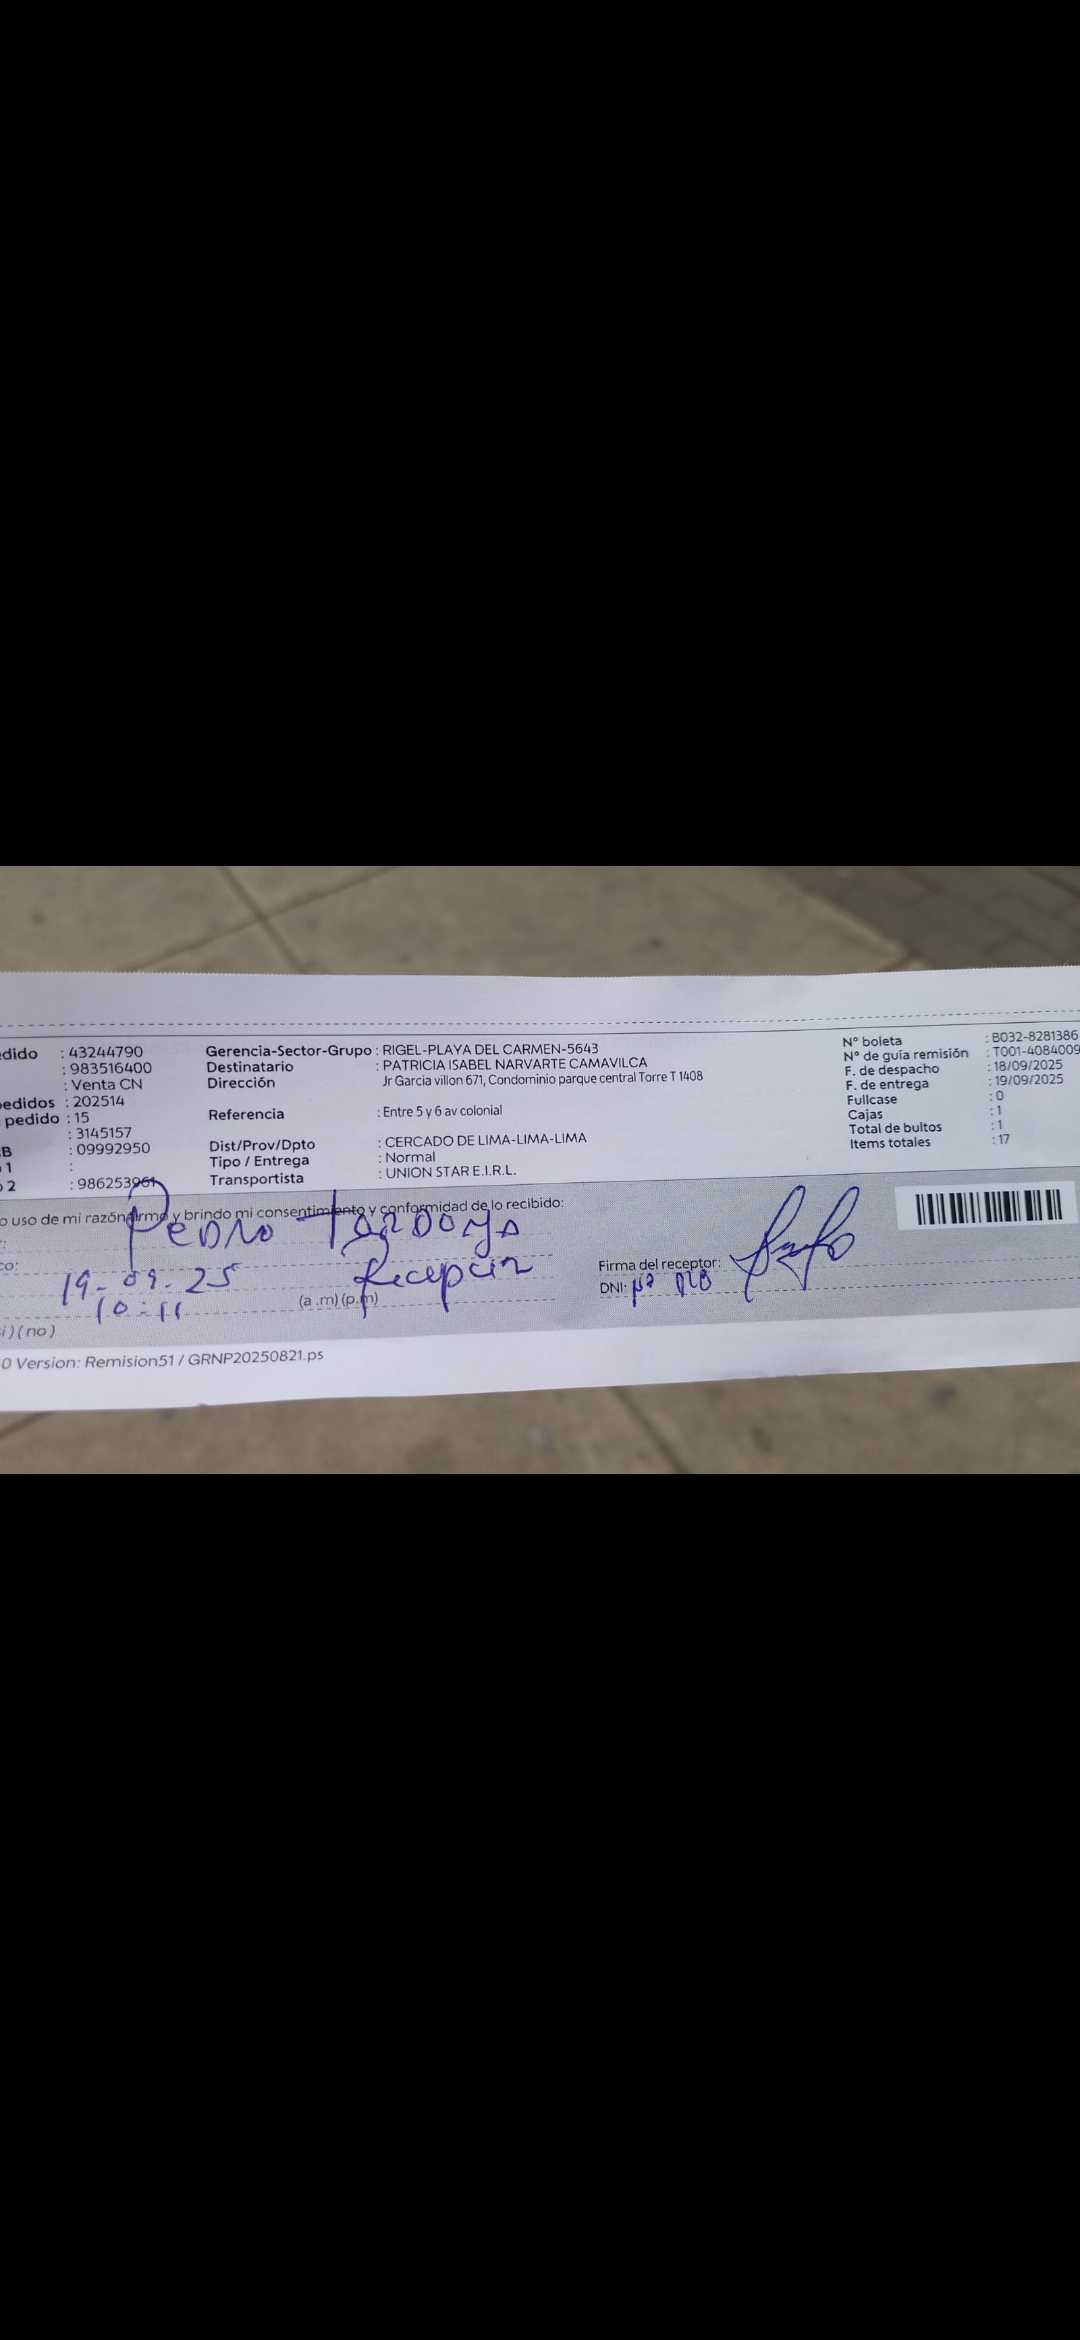 dido : 43244790 Gerencia-Sector-Grupo : RIGEL-PLAYA DEL CARMEN-5643 N° boleta : B032-8281386
: 983516400 Destinatario : PATRICIA ISABEL NARVARTE CAMAVILCA N° de guía remisión : T001-4084009
: Venta CN Dirección Jr Garcia villon 671, Condominio parque central Torre T 1408 F. de despacho : 18/09/2025
edidos : 202514 F. de entrega : 19/09/2025
pedido : 15 Referencia : Entre 5 y 6 av colonial Fullcase : 0
: 3145157 Cajas : 1
B : 09992950 Dist/Prov/Dpto : CERCADO DE LIMA-LIMA-LIMA Total de bultos : 1
1 : Tipo / Entrega : Normal Items totales : 17
2 : 986253961 Transportista : UNION STAR E.I.R.L.
o uso de mi razón firmo y brindo mi consentimiento y conformidad de lo recibido:
Pedro
co: Firma del receptor:
19-09-25 DNI:
10:11 (a .m) (p.m)
i ) ( no )
0 Version: Remision51 / GRNP20250821.ps